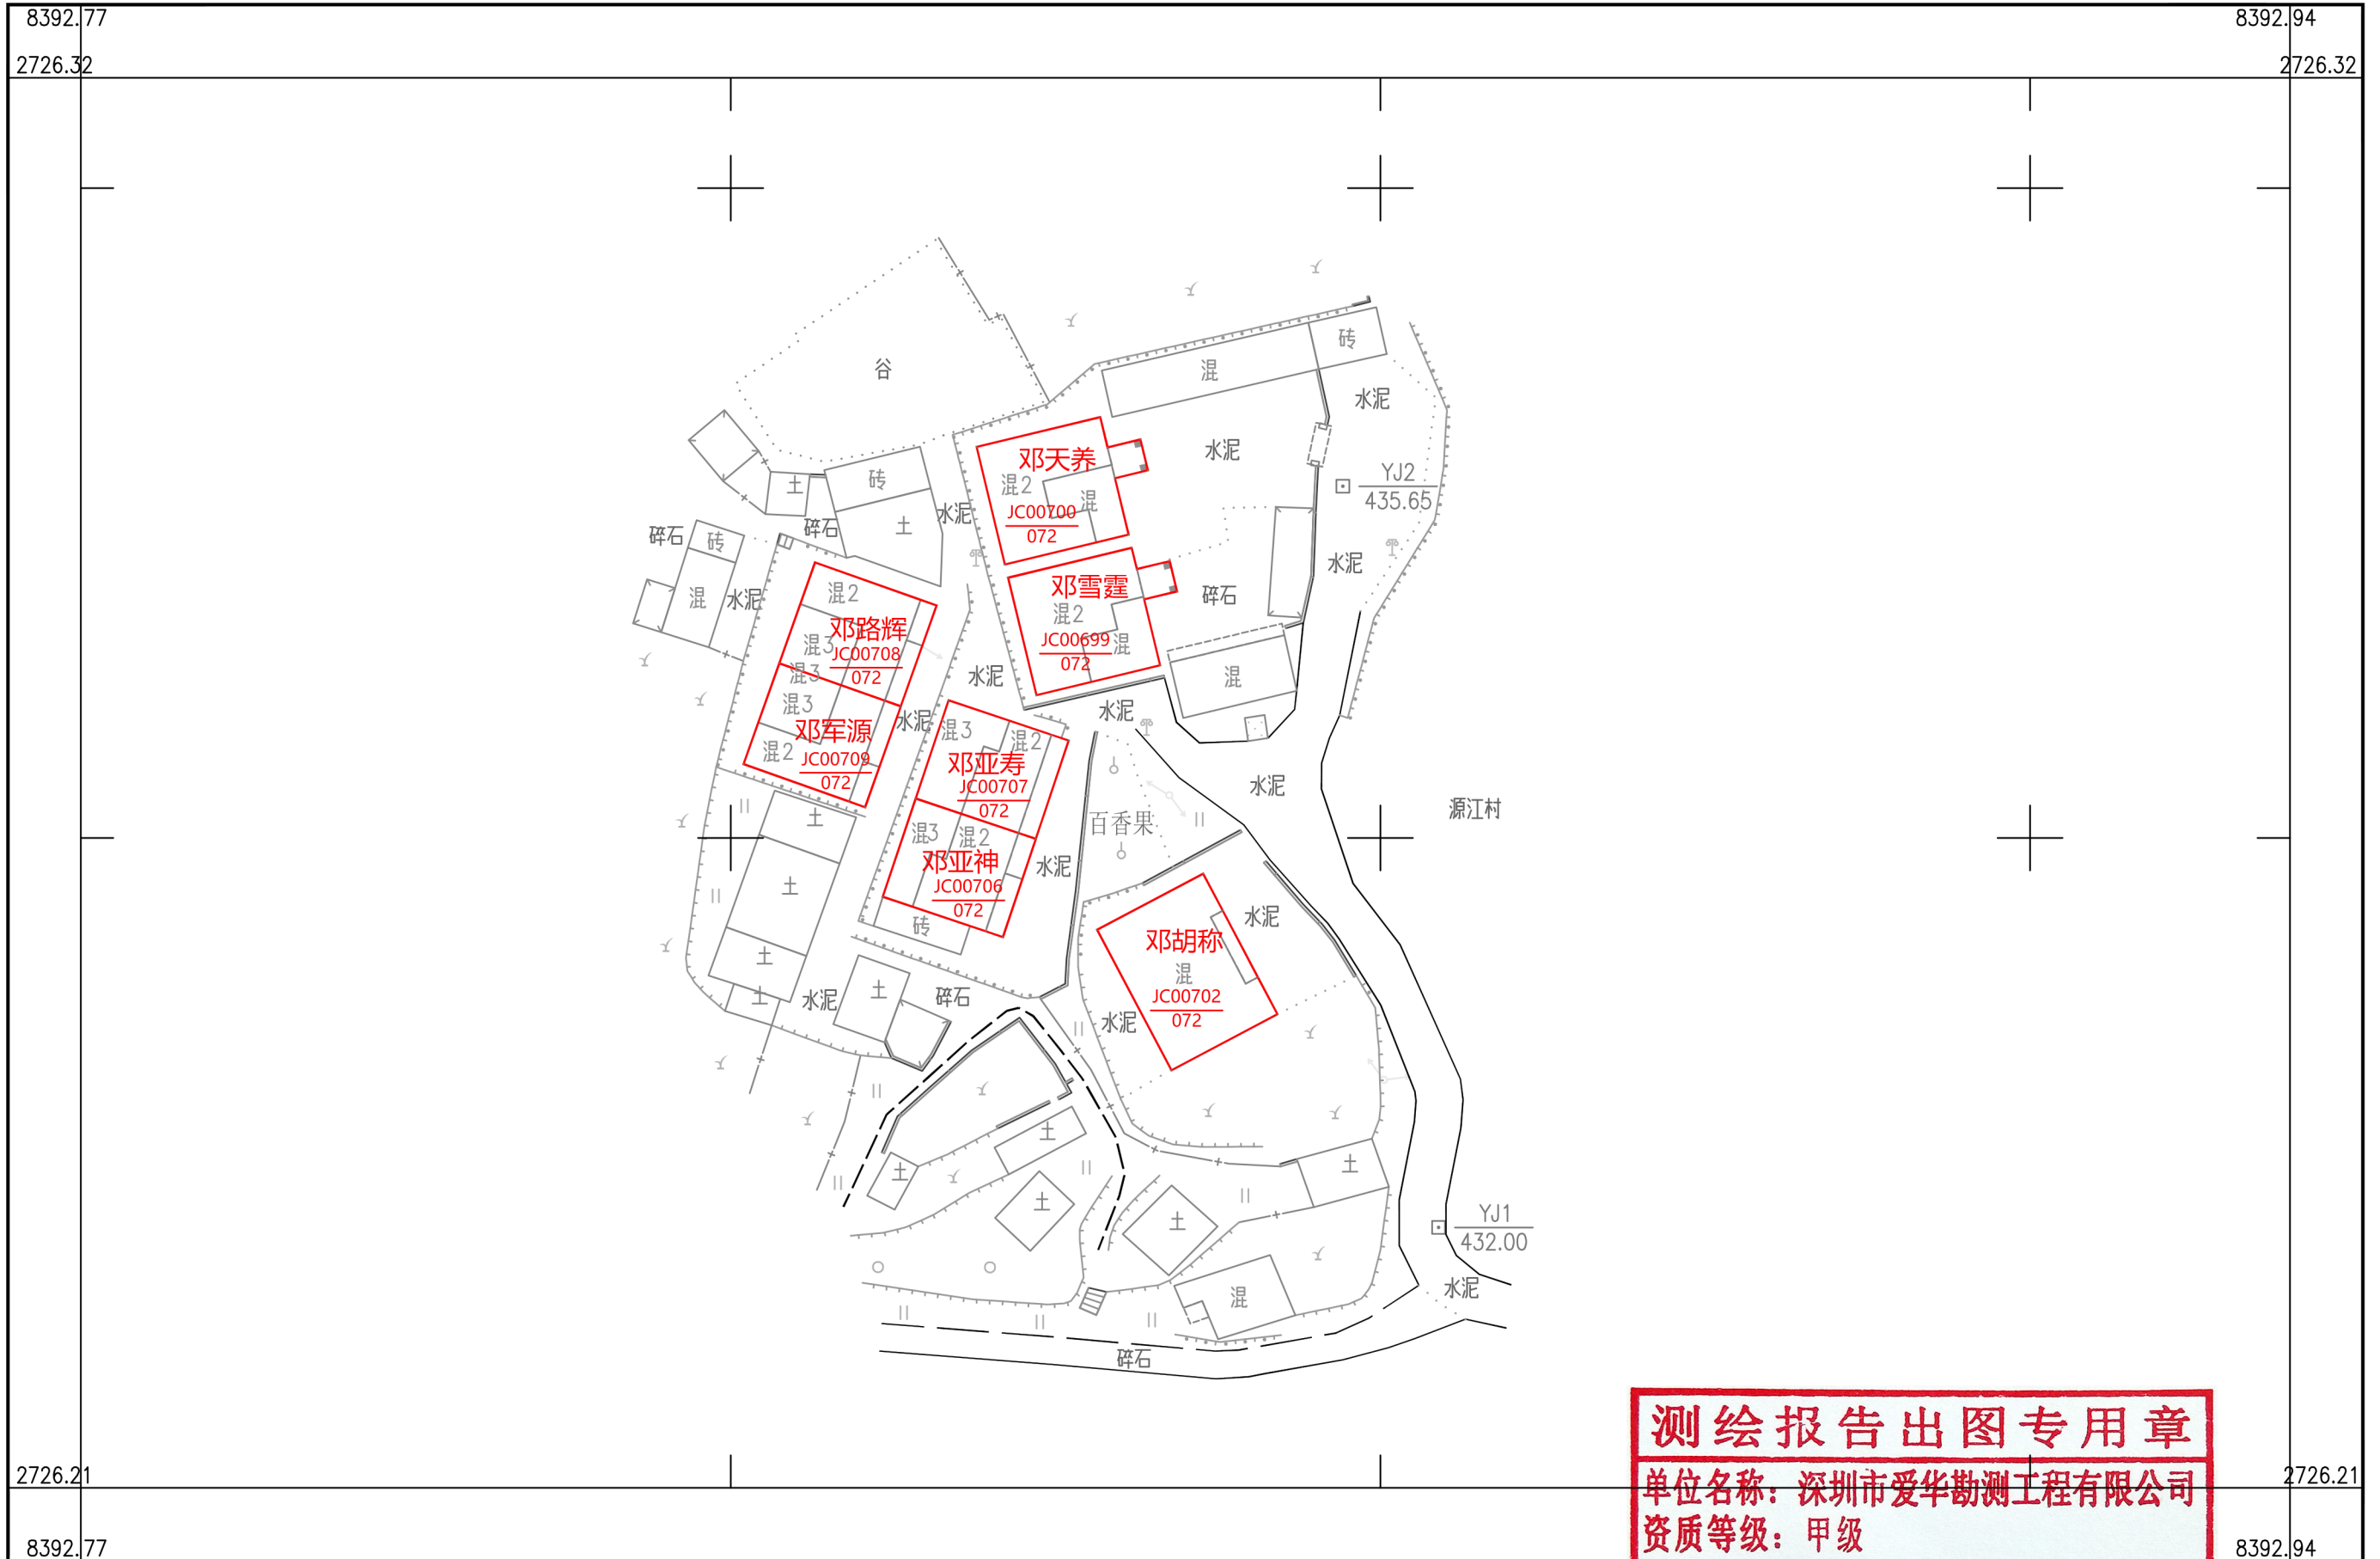 8392.77
8392.94
2726.32
2726.32
谷
砖
混
水泥
邓天养
水泥
砖
混2
混
YJ2
435.65
土
JC00700
072
水泥
碎石
土
碎石
砖
水泥
邓雪霆
混2
碎石
混
水泥
混2
邓路辉
混3
JC00708
072
JC00699
072
混
混3
水泥
混
混3
水泥
水泥
混3
混2
邓军源
混2
JC00709
072
邓亚寿
JC00707
072
水泥
源江村
百香果
土
混3
混2
邓亚神
水泥
JC00706
072
土
砖
水泥
邓胡称
混
JC00702
072
土
土
水泥
土
碎石
水泥
土
土
土
土
土
YJ1
432.00
水泥
混
碎石
测绘报告出图专用章
2726.21
2726.21
单位名称：深圳市爱华勘测工程有限公司
资质等级：甲级
8392.77
8392.94